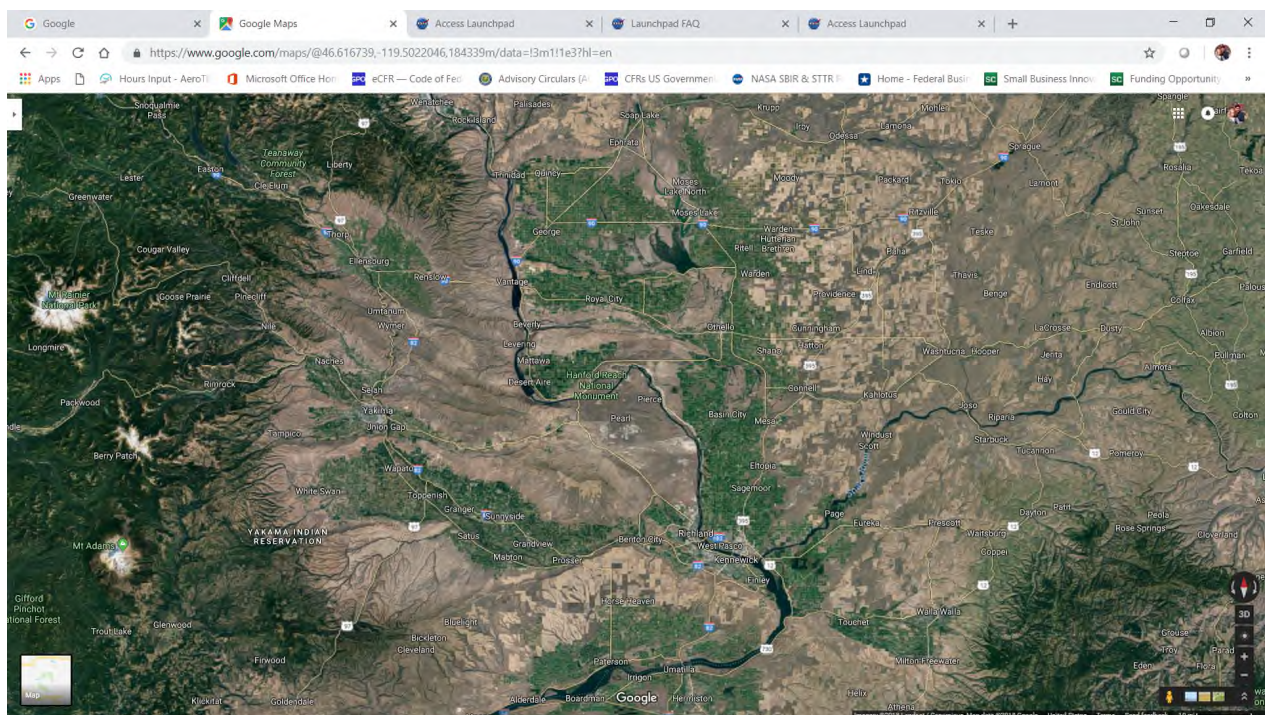 Google
Google Maps
Access Launchpad
Launchpad FAQ
Access Launchpad
https://www.google.com/maps/@46.616739,-119.5022046,184339m/data=!3m1!1e3?hl=en
Apps
Hours Input - AeroT
Microsoft Office Hom
GPO
eCFR — Code of Fed
Advisory Circulars (A
GPO
CFRs US Government
NASA SBIR & STTR
Home - Federal Busin
SC
Small Business Innov
SC
Funding Opportunity
»
Snoqualmie
Pass
Wenatchee
Palisades
Rock Island
Soap Lake
Krupp
Mohler
Spangle
Irby
Odessa
Lamona
Ephrata
Sprague
Teanaway
Community
Forest
Liberty
Easton
Lester
Cle Elum
Trinidad
Quincy
Moses
Lake North
Moody
Packard
Tokio
Lamont
Rosalia
Tekoa
Greenwater
Moses Lake
Ritzville
Sunset
Oakesdale
St John
Thorp
George
Warden
Hutterian
Brethren
Teske
Cougar Valley
Ritell
Paha
Steptoe
Garfield
Ellensburg
Cliffdell
Renslow
Vantage
Warden
Lind
Thavis
Mt Rainier
National Park
Goose Prairie
Pinecliff
Royal City
Providence
Benge
Endicott
Colfax
Palous
Umtanum
Wymer
Nile
Beverly
Othello
Cunningham
LaCrosse
Dusty
Albion
Longmire
Levering
Hatton
Shano
Washtucna
Hooper
Jerita
Pullman
Naches
Mattawa
Almota
Rimrock
Selah
Desert Aire
Hanford Reach
National
Monument
Connell
Hay
Packwood
Yakima
Pierce
Kahlotus
Joso
Riparia
Gould City
Colton
Union Gap
Pearl
Basin City
Mesa
Tampico
Windust
Scott
Starbuck
Tucannon
Pomeroy
Berry Patch
Wapato
Eltopia
White Swan
Toppenish
Sagemoor
Granger
Sunnyside
Page
Dayton
Patit
Peola
YAKAMA INDIAN
RESERVATION
Satus
Grandview
Benton City
Richland
Eureka
Prescott
Waitsburg
Rose Springs
Cloverland
Mt Adams
Mabton
Prosser
West Pasco
Kennewick
Coppei
Finley
Gifford
Pinchot
tional Forest
Horse Heaven
Walla Walla
Trout Lake
Glenwood
Bluelight
Touchet
Grouse
Bickleton
Cleveland
Troy
Parad
Firwood
Paterson
Umatilla
Milton-Freewater
Eden
Flora
Irrigon
Klickitat
Goldendale
Alderdale
Boardman
Google
Hermiston
Helix
Athena
Map
3D